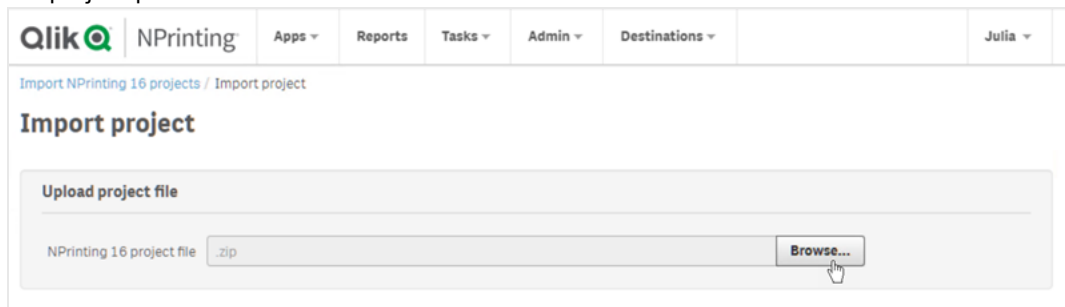 Qlik NPrinting Apps Reports Tasks Admin Destinations Julia
Import NPrinting 16 projects / Import project
Import project
Upload project file
NPrinting 16 project file .zip Browse...